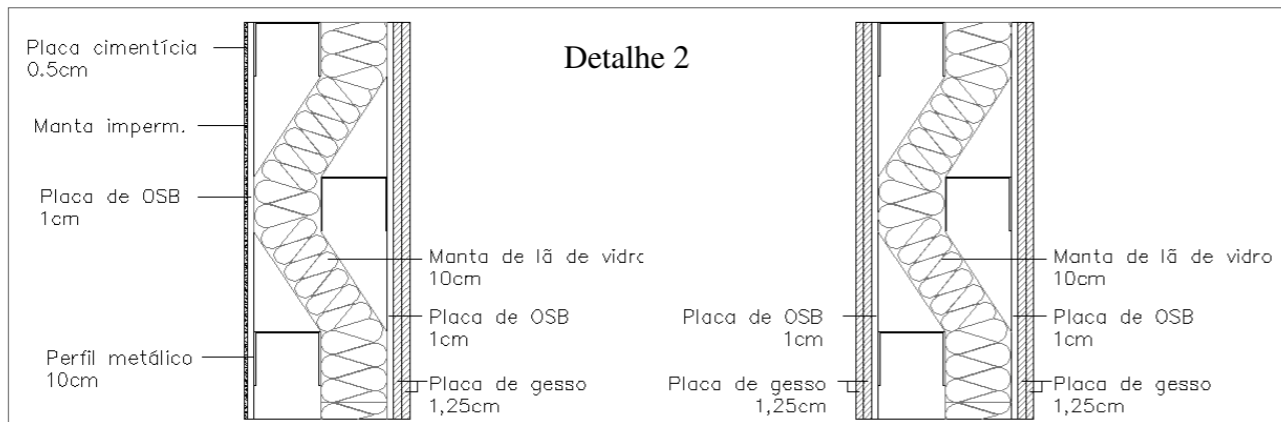 Placa cimentícia
0.5cm
Manta imperm.
Placa de OSB
1cm
Perfil metálico
10cm
Detalhe 2
Manta de lã de vidro
10cm
Placa de OSB
1cm
Placa de gesso
1,25cm
Placa de OSB
1cm
Placa de gesso
1,25cm
Manta de lã de vidro
10cm
Placa de OSB
1cm
Placa de gesso
1,25cm